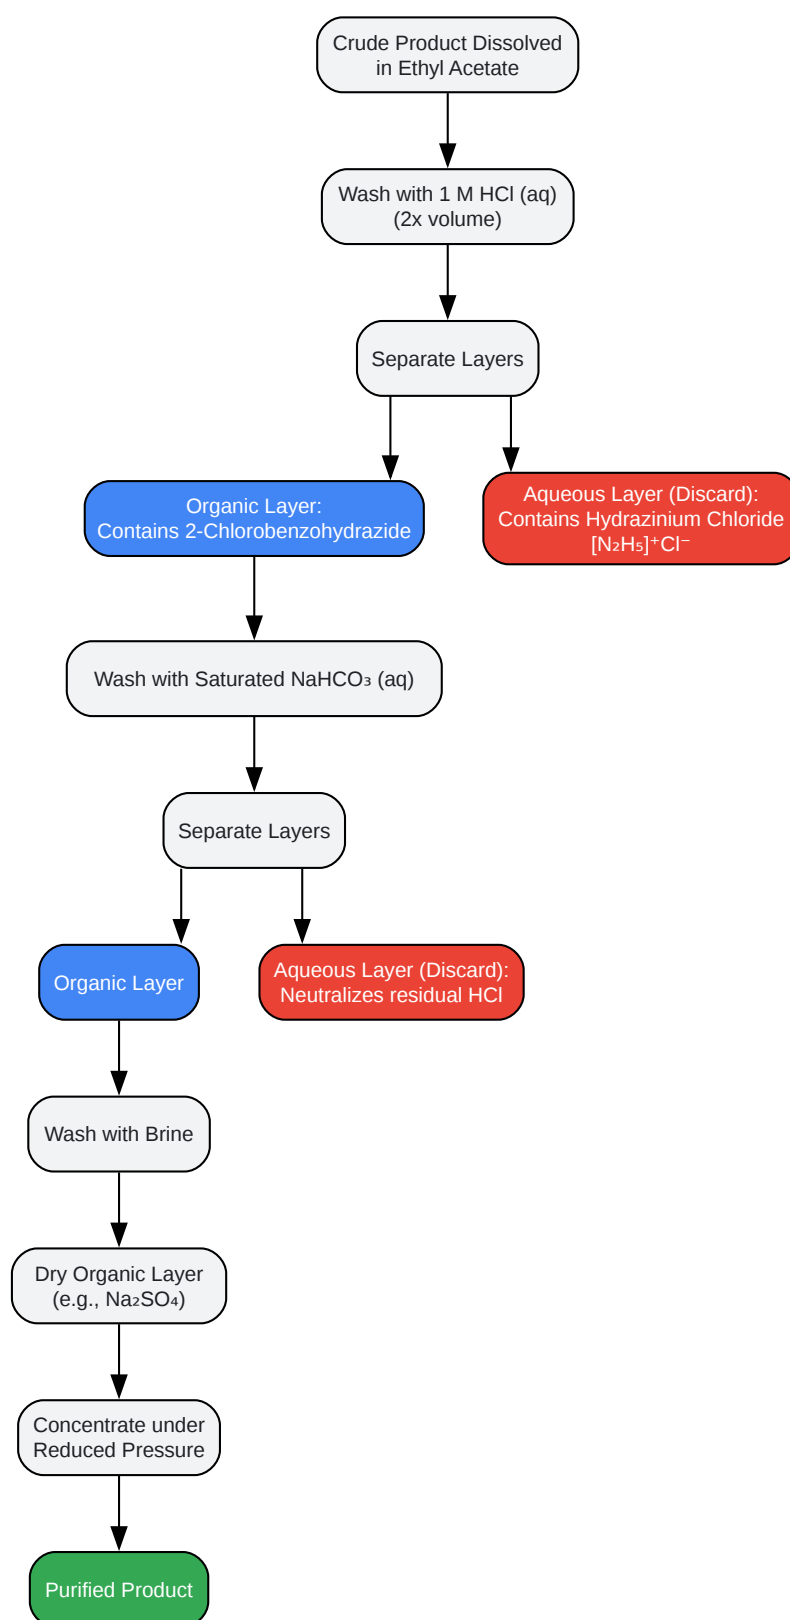 Crude Product Dissolved
in Ethyl Acetate
Wash with 1 M HCl (aq)
(2x volume)
Separate Layers
Organic Layer:
Contains 2-Chlorobenzohydrazide
Aqueous Layer (Discard):
Contains Hydrazinium Chloride
[N₂H₅]⁺Cl⁻
Wash with Saturated NaHCO₃ (aq)
Separate Layers
Organic Layer
Aqueous Layer (Discard):
Neutralizes residual HCl
Wash with Brine
Dry Organic Layer
(e.g., Na₂SO₄)
Concentrate under
Reduced Pressure
Purified Product